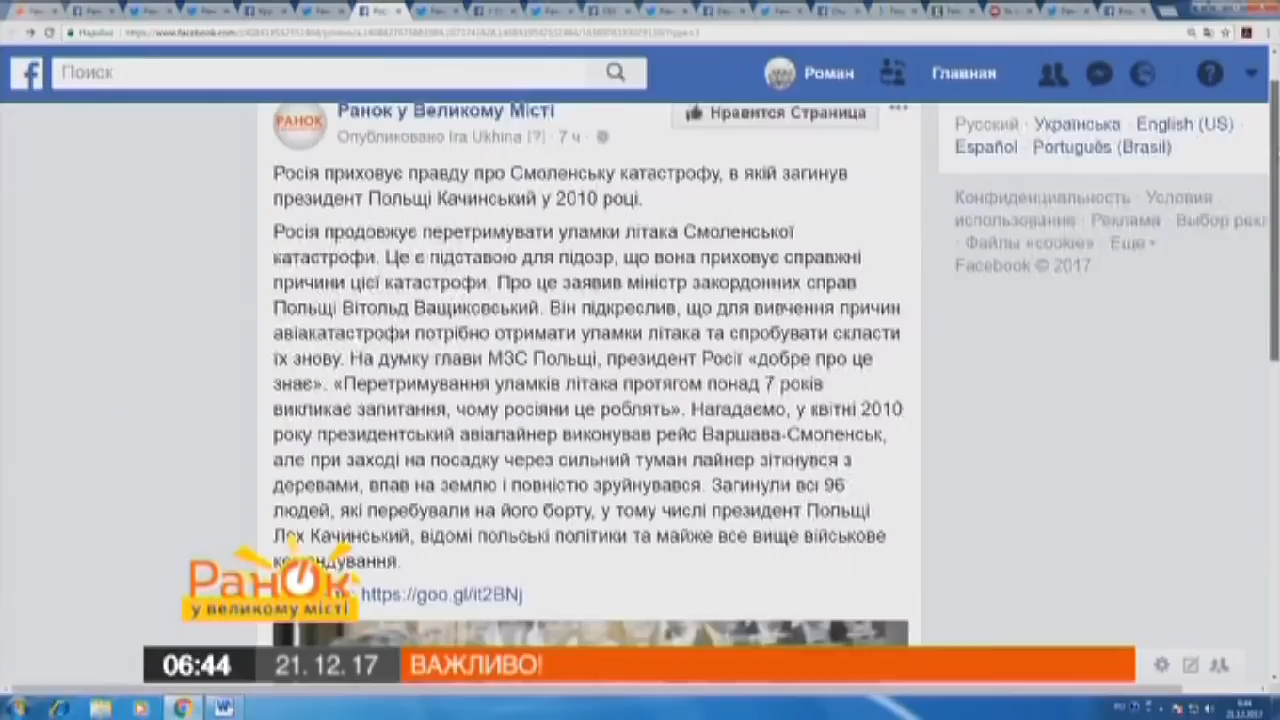 Поиск
Роман
Главная
Ранок у Великому Місті
Опубликовано Ira Ukhina [?] · 7 ч ·
Нравится Страница
Росія приховує правду про Смоленську катастрофу, в якій загинув
президент Польщі Качинський у 2010 році.
Росія продовжує перетримувати уламки літака Смоленської
катастрофи. Це є підставою для підозр, що вона приховує справжні
причини цієї катастрофи. Про це заявив міністр закордонних справ
Польщі Вітольд Ващиковський. Він підкреслив, що для вивчення причин
авіакатастрофи потрібно отримати уламки літака та спробувати скласти
їх знову. На думку глави МЗС Польщі, президент Росії «добре про це
знає». «Перетримування уламків літака протягом понад 7 років
викликає запитання, чому росіяни це роблять». Нагадаємо, у квітні 2010
року президентський авіалайнер виконував рейс Варшава-Смоленськ,
але при заході на посадку через сильний туман лайнер зіткнувся з
деревами, впав на землю і повністю зруйнувався. Загинули всі 96
людей, які перебували на його борту, у тому числі президент Польщі
Лех Качинський, відомі польські політики та майже все вище військове
командування.
https://goo.gl/it2BNj
Русский · Українська · English (US) ·
Español · Português (Brasil)
Конфиденциальность · Условия
использования · Реклама · Выбор рекл
· Файлы «cookie» · Еще
Facebook © 2017
РАНОК
Ранок
у великому місті
06:44
21. 12. 17
ВАЖЛИВО!